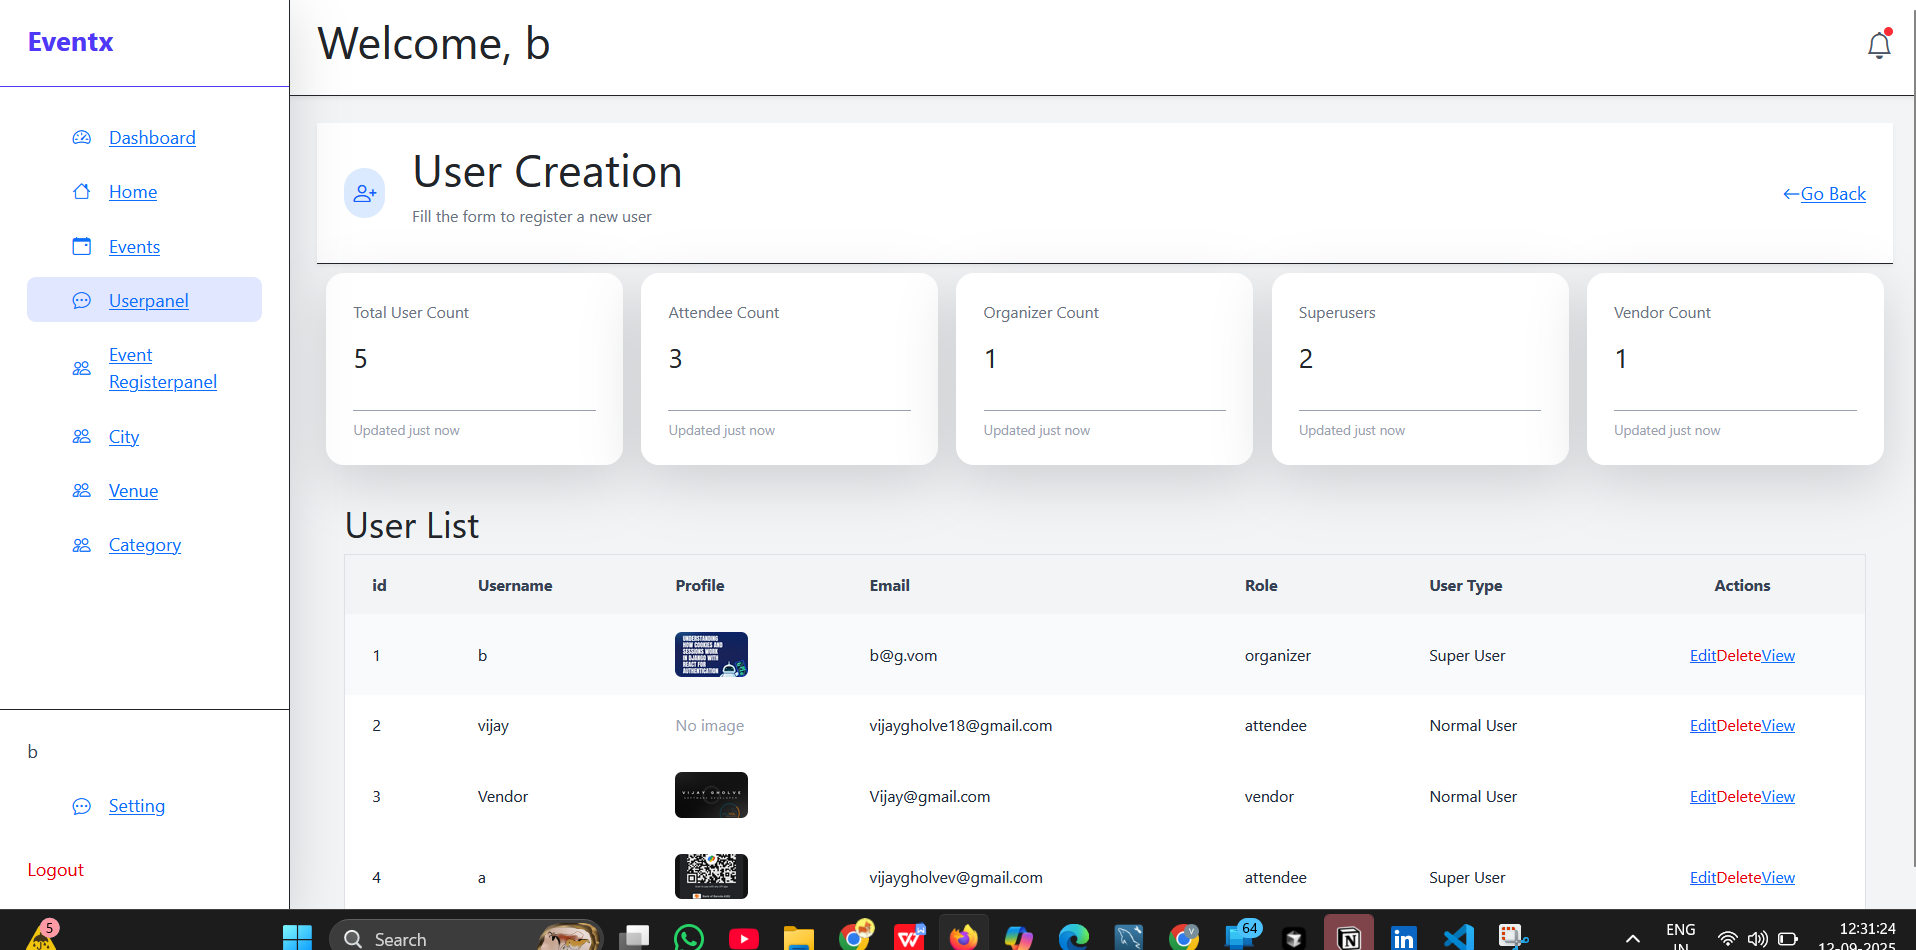 Eventx
Welcome, b
Dashboard
Home
Events
Userpanel
Event
Registerpanel
City
Venue
Category
b
Setting
Logout
User Creation
Fill the form to register a new user
←Go Back
Total User Count
5
Updated just now
Attendee Count
3
Updated just now
Organizer Count
1
Updated just now
Superusers
2
Updated just now
Vendor Count
1
Updated just now
User List
id Username Profile Email Role User Type Actions
1 b b@g.vom organizer Super User EditDeleteView
UNDERSTANDING
HOW COOKIES AND
SESSIONS WORK
IN DJANGO WITH
REACT FOR
AUTHENTICATION
2 vijay No image vijaygholve18@gmail.com attendee Normal User EditDeleteView
3 Vendor Vijay@gmail.com vendor Normal User EditDeleteView
VIJAY GHOLVE
SOFTWARE DEVELOPER
4 a vijaygholvev@gmail.com attendee Super User EditDeleteView
5
Search
64
ENG
IN
12:31:24
12-09-2025